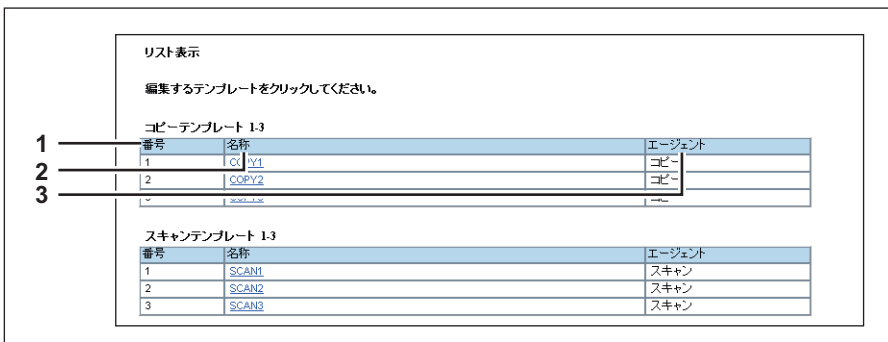 リスト表示
編集するテンプレートをクリックしてください。
コピーテンプレート 1-3
1 番号 名称 エージェント
1 COPY1 コピー
2
2 COPY2 コピー
3
スキャンテンプレート 1-3
番号 名称 エージェント
1 SCAN1 スキャン
2 SCAN2 スキャン
3 SCAN3 スキャン